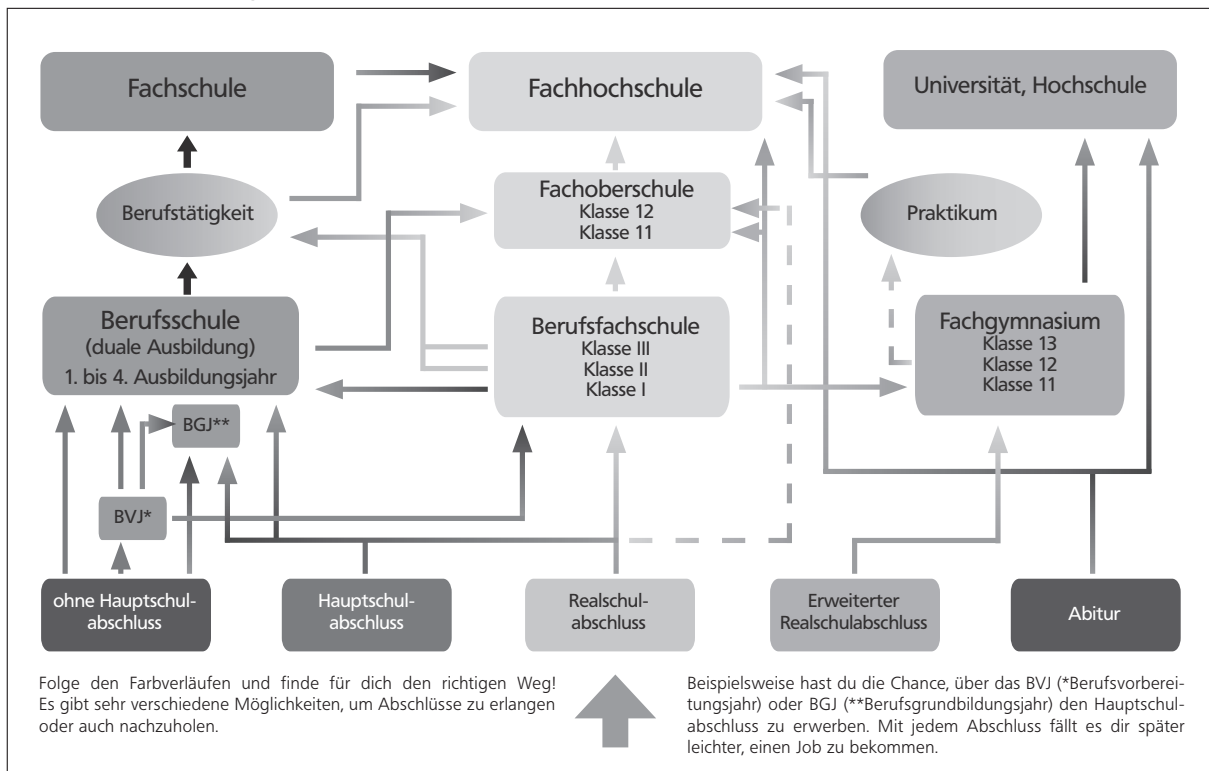 Fachschule
Fachhochschule
Universität, Hochschule
Berufstätigkeit
Fachoberschule
Klasse 12
Klasse 11
Praktikum
Berufsschule
(duale Ausbildung)
1. bis 4. Ausbildungsjahr
Berufsfachschule
Klasse III
Klasse II
Klasse I
Fachgymnasium
Klasse 13
Klasse 12
Klasse 11
BGJ**
BVJ*
ohne Hauptschul-
abschluss
Hauptschul-
abschluss
Realschul-
abschluss
Erweiterter
Realschulabschluss
Abitur
Folge den Farbverläufen und finde für dich den richtigen Weg!
Es gibt sehr verschiedene Möglichkeiten, um Abschlüsse zu erlangen
oder auch nachzuholen.
Beispielsweise hast du die Chance, über das BVJ (*Berufsvorberei-
tungsjahr) oder BGJ (**Berufsgrundbildungsjahr) den Hauptschul-
abschluss zu erwerben. Mit jedem Abschluss fällt es dir später
leichter, einen Job zu bekommen.